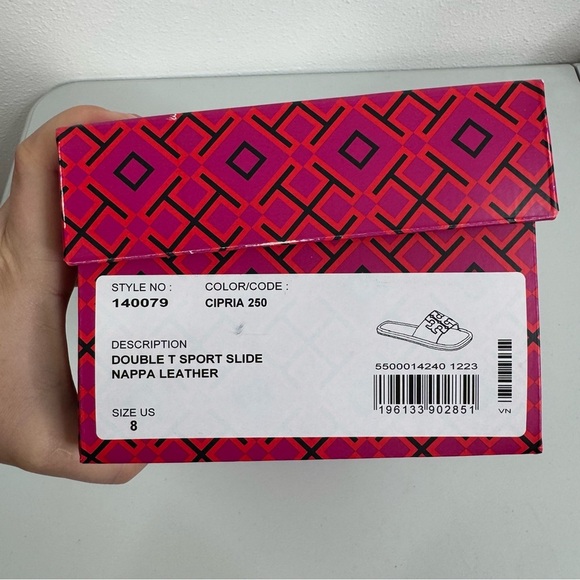 STYLE NO : COLOR/CODE :
140079 CIPRIA 250
DESCRIPTION
DOUBLE T SPORT SLIDE
NAPPA LEATHER
5500014240 1223
196133 902851
VN
SIZE US
8